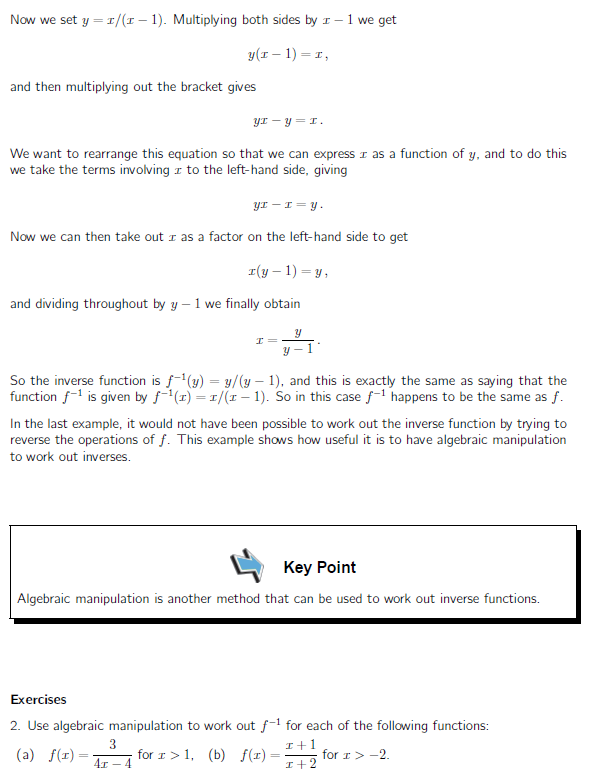 Now we set y = x/(x − 1). Multiplying both sides by x − 1 we get
y(x − 1) = x ,
and then multiplying out the bracket gives
yx − y = x .
We want to rearrange this equation so that we can express x as a function of y, and to do this
we take the terms involving x to the left-hand side, giving
yx − x = y .
Now we can then take out x as a factor on the left-hand side to get
x(y − 1) = y ,
and dividing throughout by y − 1 we finally obtain
x = y/(y − 1) .
So the inverse function is f⁻¹(y) = y/(y − 1), and this is exactly the same as saying that the
function f⁻¹ is given by f⁻¹(x) = x/(x − 1). So in this case f⁻¹ happens to be the same as f.
In the last example, it would not have been possible to work out the inverse function by trying to
reverse the operations of f. This example shows how useful it is to have algebraic manipulation
to work out inverses.
Key Point
Algebraic manipulation is another method that can be used to work out inverse functions.
Exercises
2. Use algebraic manipulation to work out f⁻¹ for each of the following functions:
(a) f(x) = 3/(4x − 4) for x > 1, (b) f(x) = (x + 1)/(x + 2) for x > −2.